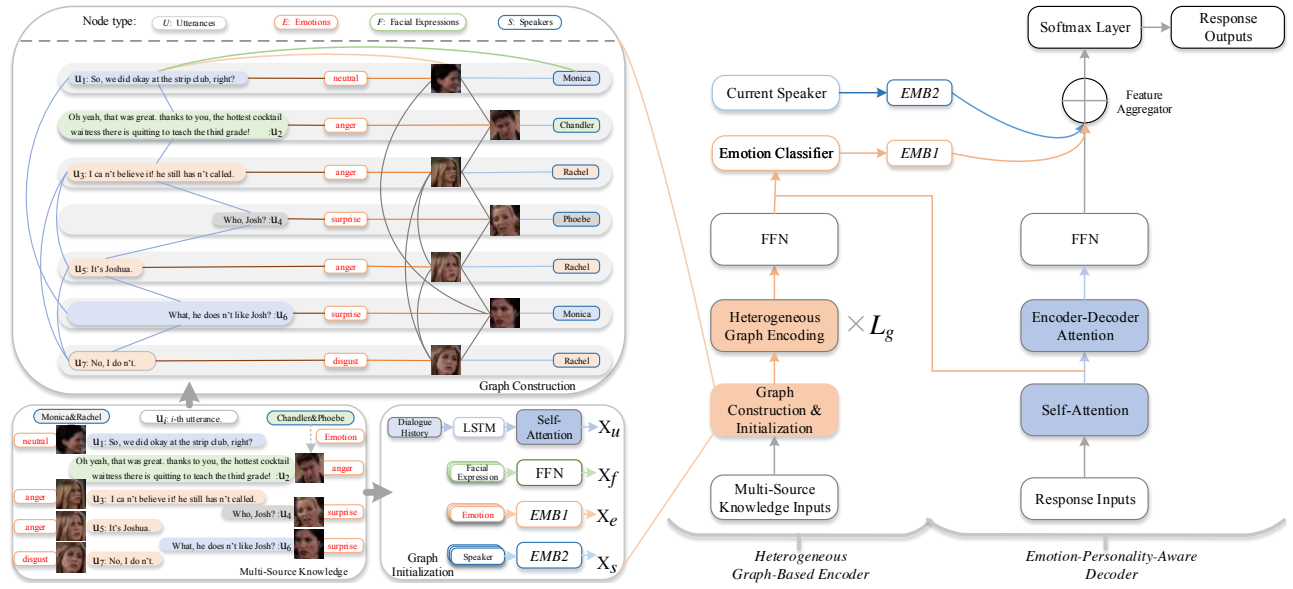 Node type:
U: Utterances
E: Emotions
F: Facial Expressions
S: Speakers
u1: So, we did okay at the strip club, right?
neutral
Monica
Oh yeah, that was great. thanks to you, the hottest cocktail
waitress there is quitting to teach the third grade! :u2
anger
Chandler
u3: I ca n't believe it! he still has n't called.
anger
Rachel
Who, Josh? :u4
surprise
Phoebe
u5: It's Joshua.
anger
Rachel
What, he does n't like Josh? :u6
surprise
Monica
u7: No, I do n't.
disgust
Rachel
Graph Construction
Monica&Rachel
ui: i-th utterance.
Chandler&Phoebe
neutral
u1: So, we did okay at the strip club, right?
Emotion
Oh yeah, that was great. thanks to you, the hottest cocktail
waitress there is quitting to teach the third grade! :u2
anger
anger
u3: I can't believe it! he still has n't called.
Who, Josh? :u4
surprise
anger
u5: It's Joshua.
What, he does n't like Josh? :u6
surprise
disgust
u7: No, I do n't.
Multi-Source Knowledge
Dialogue
History
LSTM
Self-
Attention
Xu
Facial
Expression
FFN
Xf
Emotion
EMB1
Xe
Speaker
EMB2
Xs
Graph
Initialization
Current Speaker
EMB2
Emotion Classifier
EMB1
FFN
Heterogeneous
Graph Encoding
×Lg
Graph
Construction &
Initialization
Multi-Source
Knowledge Inputs
Heterogeneous
Graph-Based Encoder
Softmax Layer
Response
Outputs
Feature
Aggregator
FFN
Encoder-Decoder
Attention
Self-Attention
Response Inputs
Emotion-Personality-Aware
Decoder